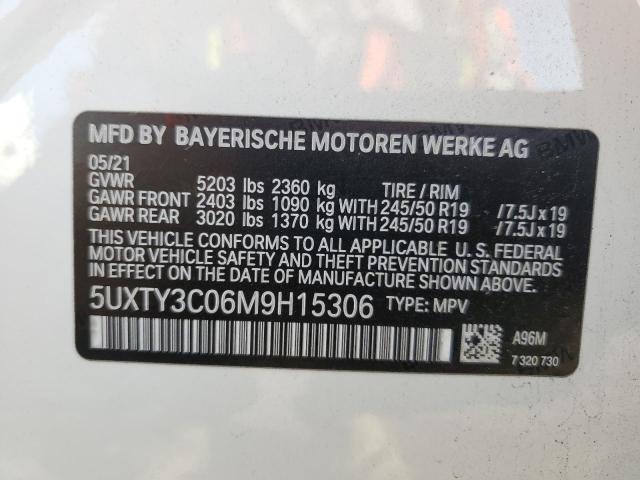 MFD BY BAYERISCHE MOTOREN WERKE AG
05/21
GVWR 5203 lbs 2360 kg TIRE / RIM
GAWR FRONT 2403 lbs 1090 kg WITH 245/50 R19 /7.5J x 19
GAWR REAR 3020 lbs 1370 kg WITH 245/50 R19 /7.5J x 19
THIS VEHICLE CONFORMS TO ALL APPLICABLE U. S. FEDERAL
MOTOR VEHICLE SAFETY AND THEFT PREVENTION STANDARDS
IN EFFECT ON THE DATE OF MANUFACTURE SHOWN ABOVE.
5UXTY3C06M9H15306 TYPE: MPV
A96M
7 320 730